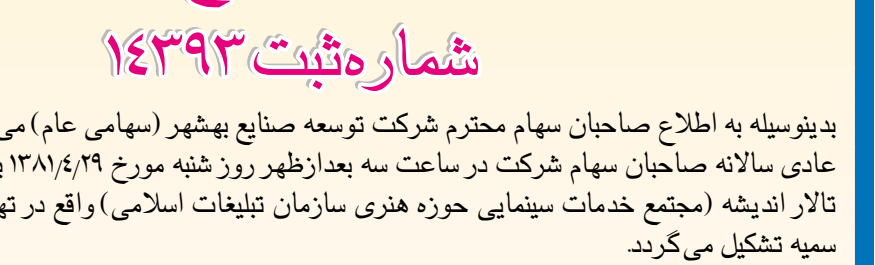 شماره ثبت ۱۴۳۹۳
بدینوسیله به اطلاع صاحبان سهام محترم شرکت توسعه صنایع بهشهر (سهامی عام) می
عادی سالانه صاحبان سهام شرکت در ساعت سه بعدازظهر روز شنبه مورخ ۱۳۸۱/۴/۲۹
تالار اندیشه (مجتمع خدمات سینمایی حوزه هنری سازمان تبلیغات اسلامی) واقع در
سمیه تشکیل می گردد.